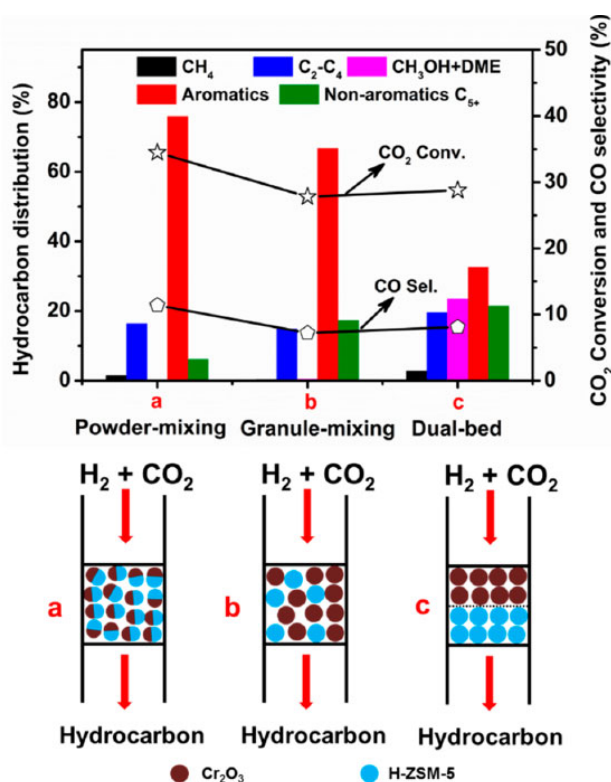 CH₄ C₂-C₄ CH₃OH+DME
Aromatics Non-aromatics C₅₊
CO₂ Conv.
CO Sel.
Hydrocarbon distribution (%)
0 20 40 60 80
CO₂ Conversion and CO selectivity (%)
0 10 20 30 40 50
a b c
Powder-mixing Granule-mixing Dual-bed
H₂ + CO₂ H₂ + CO₂ H₂ + CO₂
a b c
Hydrocarbon Hydrocarbon Hydrocarbon
Cr₂O₃ H-ZSM-5